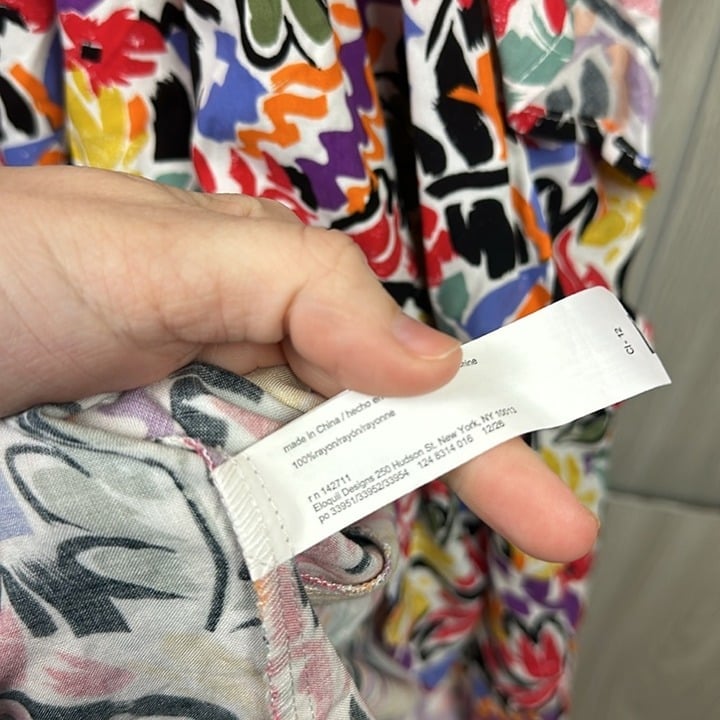 made in China / hecho en
100%rayon/rayón/rayonne
r n 142711
Eloquii Designs 250 Hudson St. New York, NY 10013
po 33951/33952/33954 124 8314 016 12/26
CI- 12